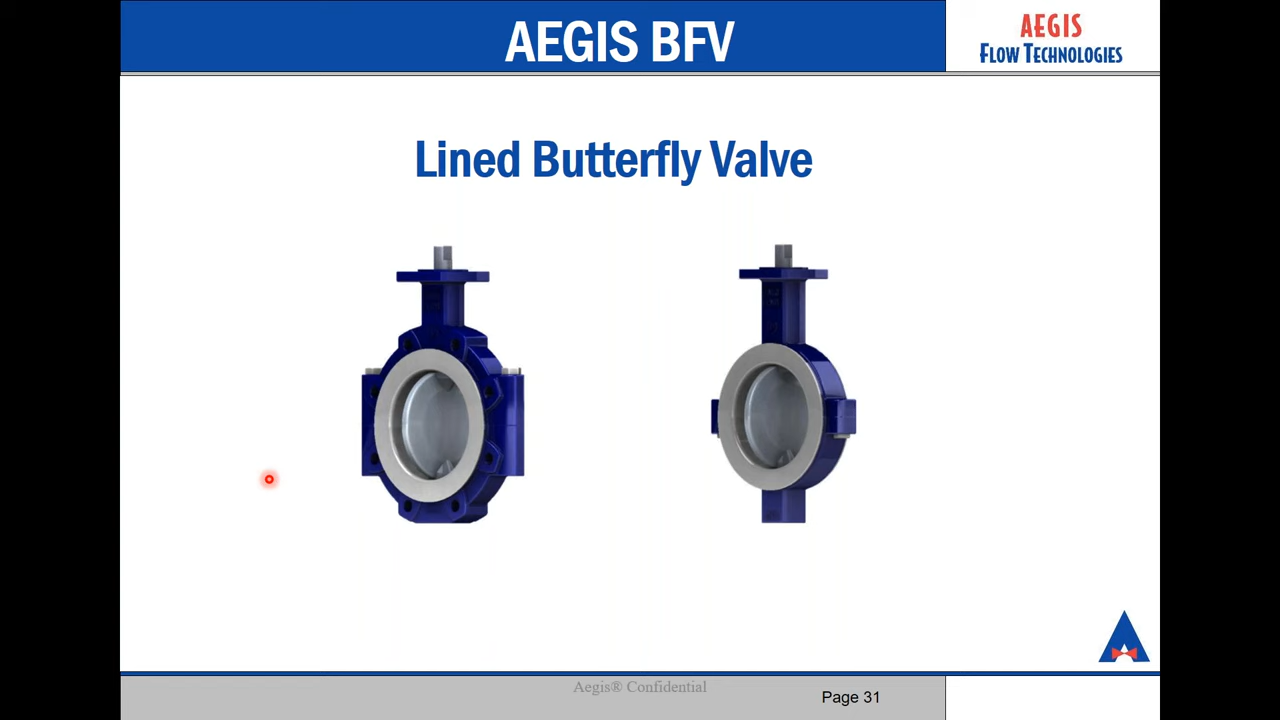 AEGIS BFV
AEGIS
FLOW TECHNOLOGIES
Lined Butterfly Valve
Aegis® Confidential
Page 31